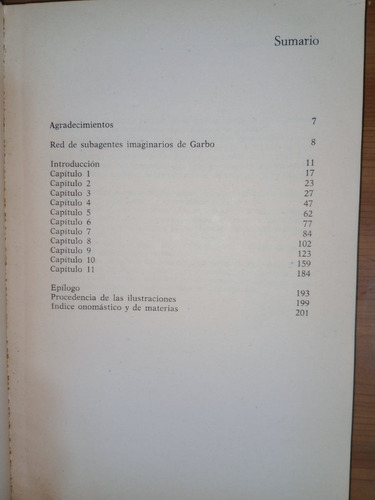 Sumario
Agradecimientos 7
Red de subagentes imaginarios de Garbo 8
Introducción 11
Capítulo 1 17
Capítulo 2 23
Capítulo 3 27
Capítulo 4 47
Capítulo 5 62
Capítulo 6 77
Capítulo 7 84
Capítulo 8 102
Capítulo 9 123
Capítulo 10 159
Capítulo 11 184
Epílogo 193
Procedencia de las ilustraciones 199
Indice onomástico y de materias 201